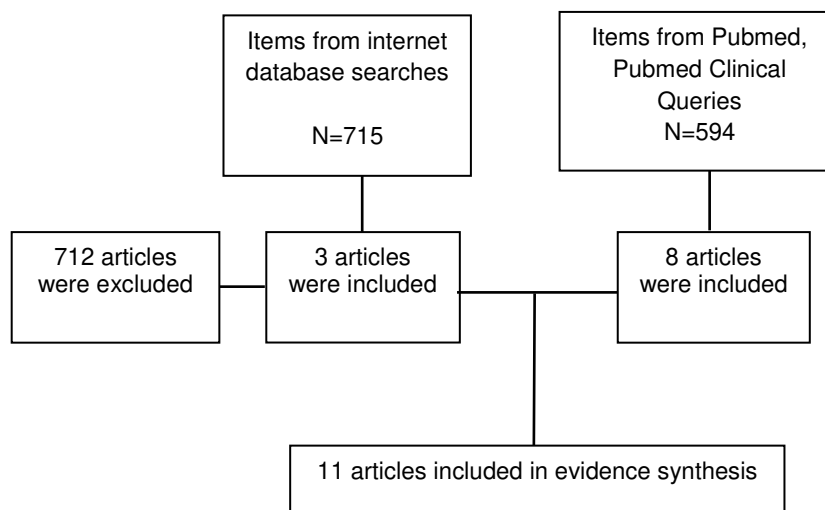 Items from internet
database searches
N=715
Items from Pubmed,
Pubmed Clinical
Queries
N=594
712 articles
were excluded
3 articles
were included
8 articles
were included
11 articles included in evidence synthesis